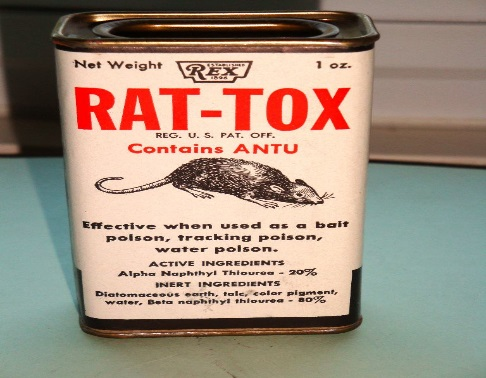 Net Weight ESTABLISHED REX 1896 1 oz.
RAT-TOX
REG. U. S. PAT. OFF.
Contains ANTU
Effective when used as a bait
poison, tracking poison,
water poison.
ACTIVE INGREDIENTS
Alpha Naphthyl Thiourea - 20%
INERT INGREDIENTS
Diatomaceous earth, talc, color pigment,
water, Beta naphthyl thiourea - 80%